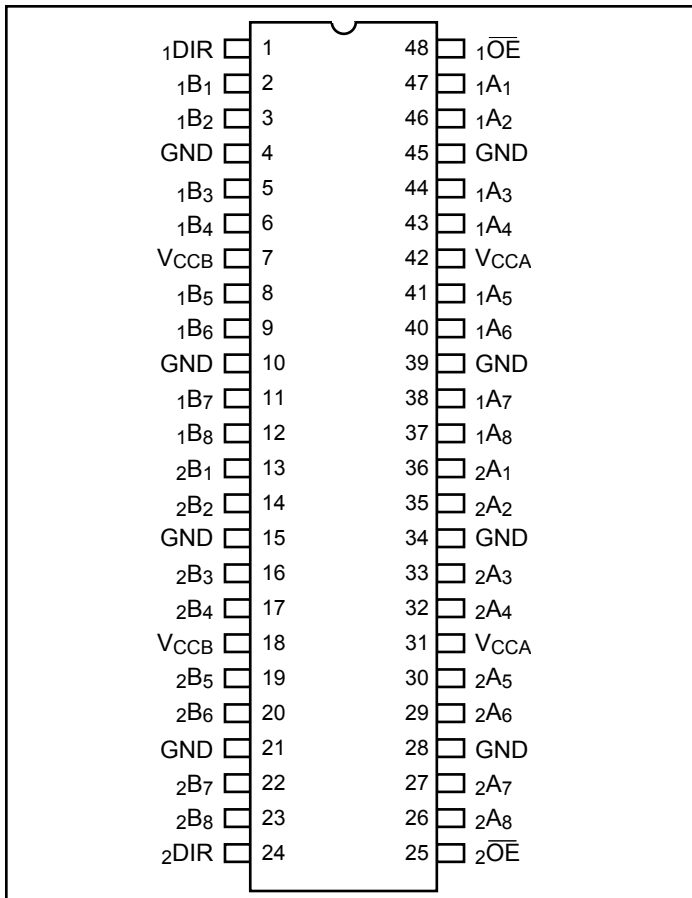 1DIR 1 48 1O̅E̅
1B1 2 47 1A1
1B2 3 46 1A2
GND 4 45 GND
1B3 5 44 1A3
1B4 6 43 1A4
VCCB 7 42 VCCA
1B5 8 41 1A5
1B6 9 40 1A6
GND 10 39 GND
1B7 11 38 1A7
1B8 12 37 1A8
2B1 13 36 2A1
2B2 14 35 2A2
GND 15 34 GND
2B3 16 33 2A3
2B4 17 32 2A4
VCCB 18 31 VCCA
2B5 19 30 2A5
2B6 20 29 2A6
GND 21 28 GND
2B7 22 27 2A7
2B8 23 26 2A8
2DIR 24 25 2O̅E̅